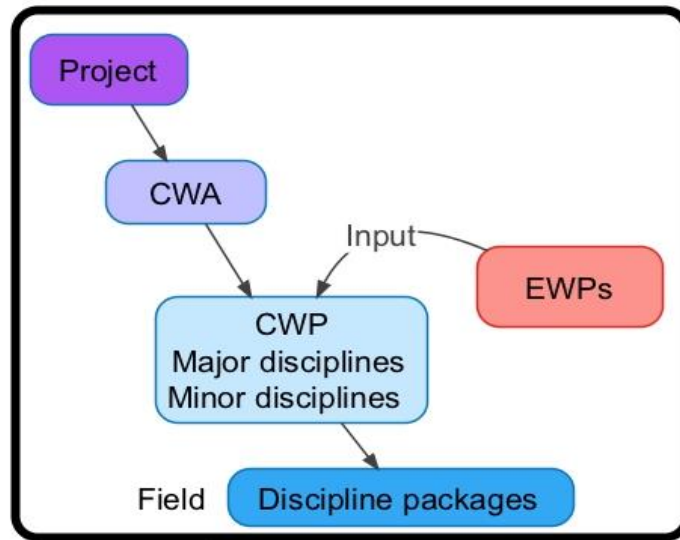 Project
CWA
Input
EWPs
CWP
Major disciplines
Minor disciplines
Field
Discipline packages